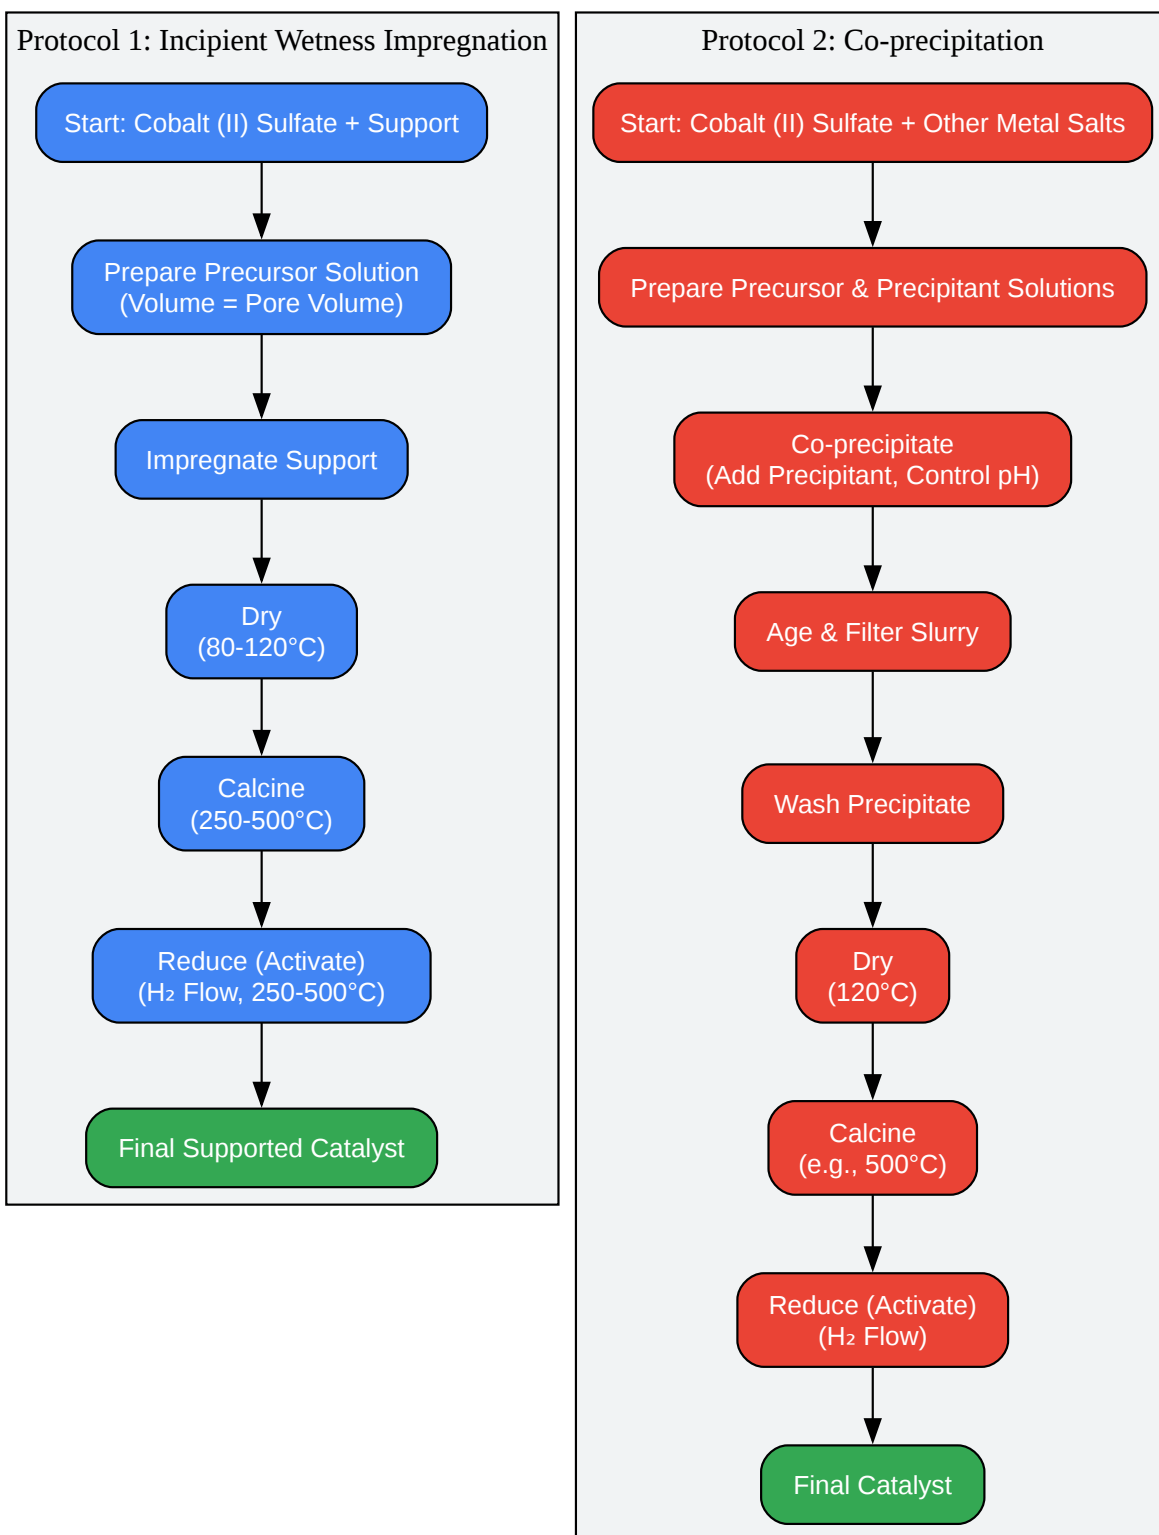 Protocol 1: Incipient Wetness Impregnation
Start: Cobalt (II) Sulfate + Support
Prepare Precursor Solution
(Volume = Pore Volume)
Impregnate Support
Dry
(80-120°C)
Calcine
(250-500°C)
Reduce (Activate)
(H₂ Flow, 250-500°C)
Final Supported Catalyst
Protocol 2: Co-precipitation
Start: Cobalt (II) Sulfate + Other Metal Salts
Prepare Precursor & Precipitant Solutions
Co-precipitate
(Add Precipitant, Control pH)
Age & Filter Slurry
Wash Precipitate
Dry
(120°C)
Calcine
(e.g., 500°C)
Reduce (Activate)
(H₂ Flow)
Final Catalyst